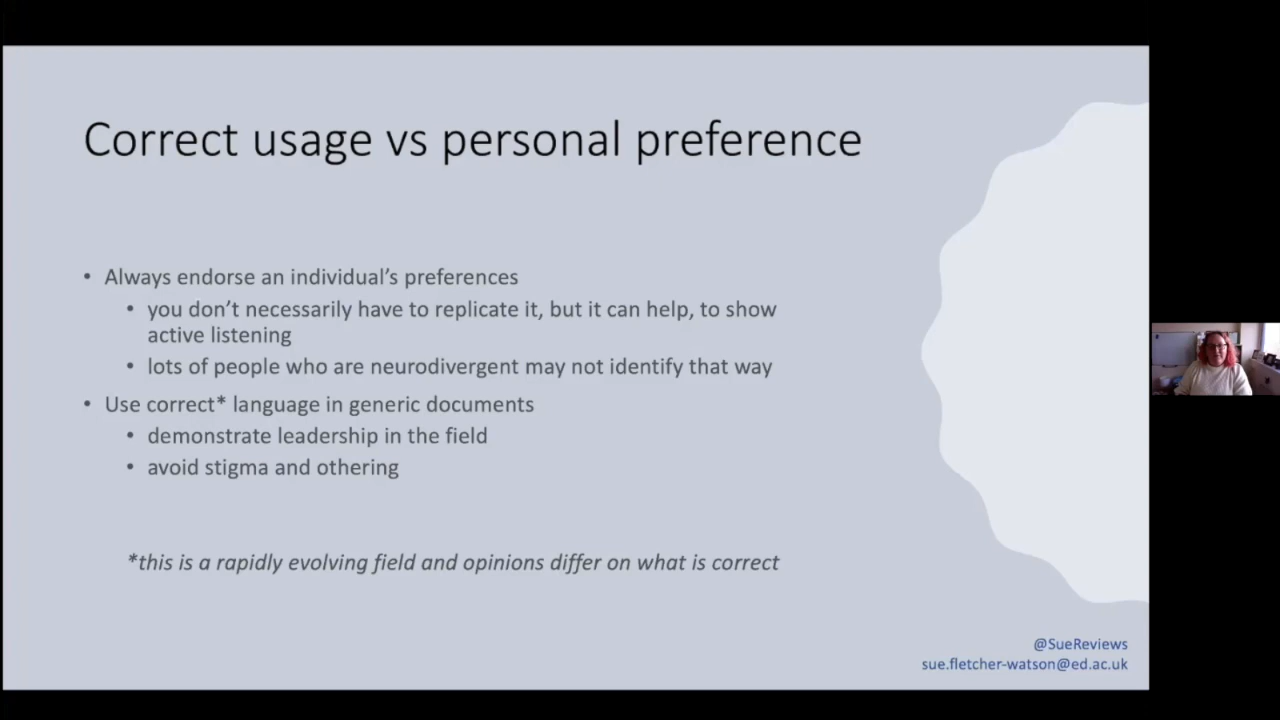 Correct usage vs personal preference
• Always endorse an individual's preferences
• you don't necessarily have to replicate it, but it can help, to show
active listening
• lots of people who are neurodivergent may not identify that way
• Use correct* language in generic documents
• demonstrate leadership in the field
• avoid stigma and othering
*this is a rapidly evolving field and opinions differ on what is correct
@SueReviews
sue.fletcher-watson@ed.ac.uk